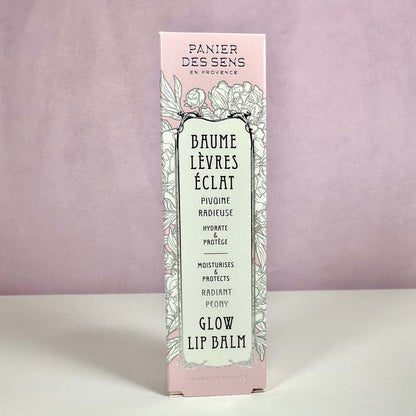 PANIER
DES SENS
EN PROVENCE
BAUME
LÈVRES
ÉCLAT
PIVOINE
RADIEUSE
HYDRATE
&
PROTÈGE
MOISTURISES
&
PROTECTS
RADIANT
PEONY
GLOW
LIP BALM